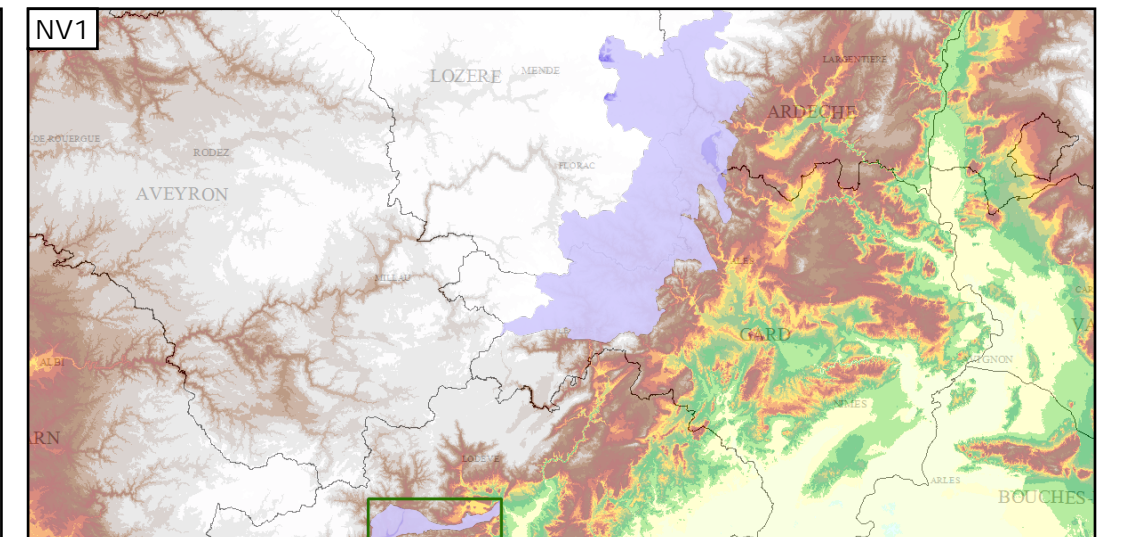 NV1
LARGENTIERE
LOZERE
MENDE
ARDECHE
-DE-ROUERGUE
RODEZ
FLORAC
AVEYRON
MILLAU
GARD
ALBI
NIMES
ARN
LODEVE
ARLES
BOUCHES-